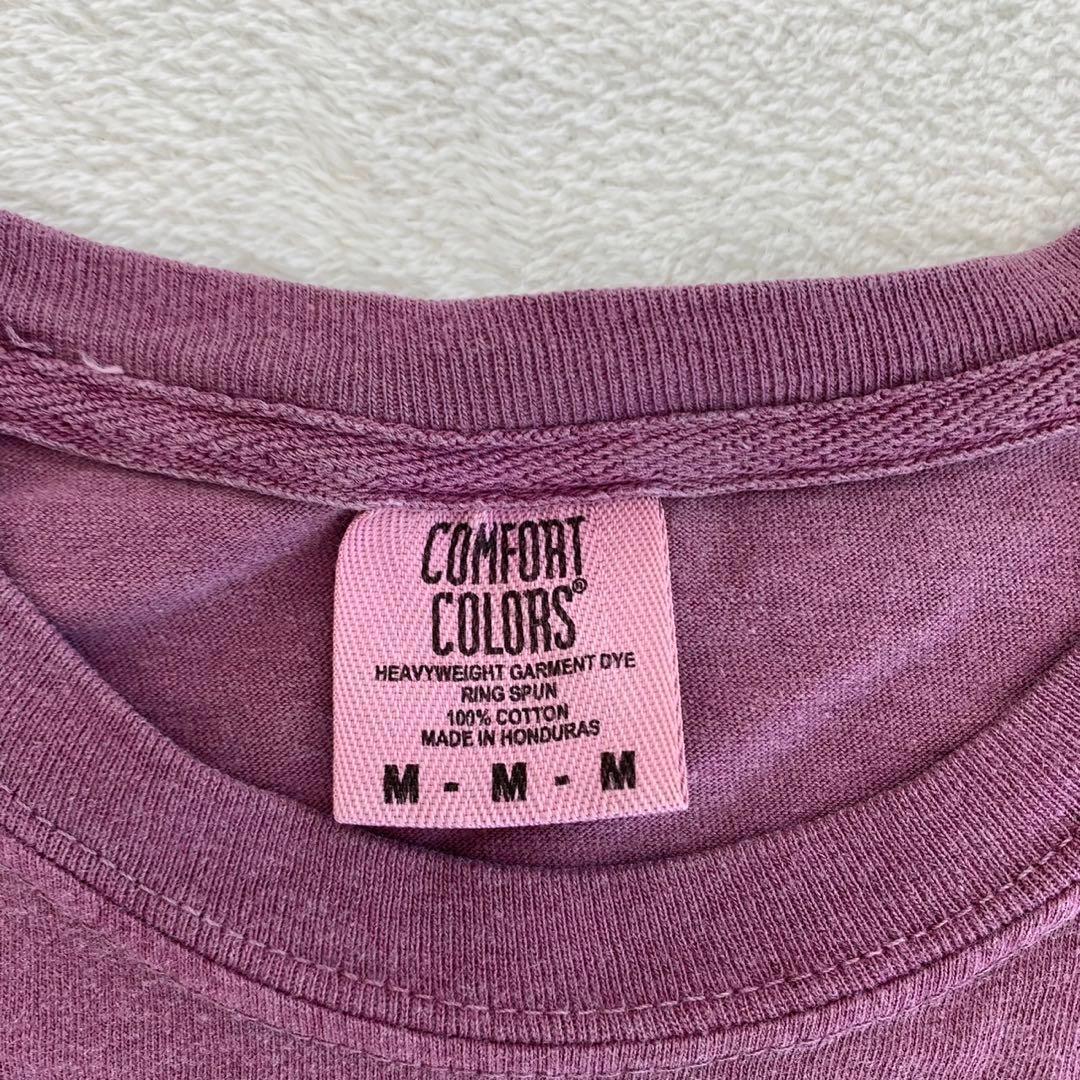 COMFORT
COLORS®
HEAVYWEIGHT GARMENT DYE
RING SPUN
100% COTTON
MADE IN HONDURAS
M - M - M